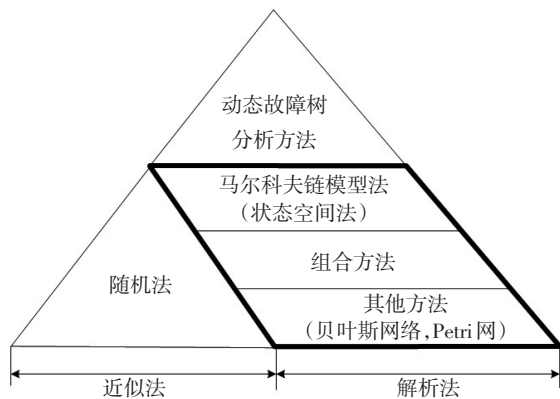 动态故障树
分析方法
马尔科夫链模型法
（状态空间法）
组合方法
随机法
其他方法
（贝叶斯网络,Petri网）
近似法
解析法